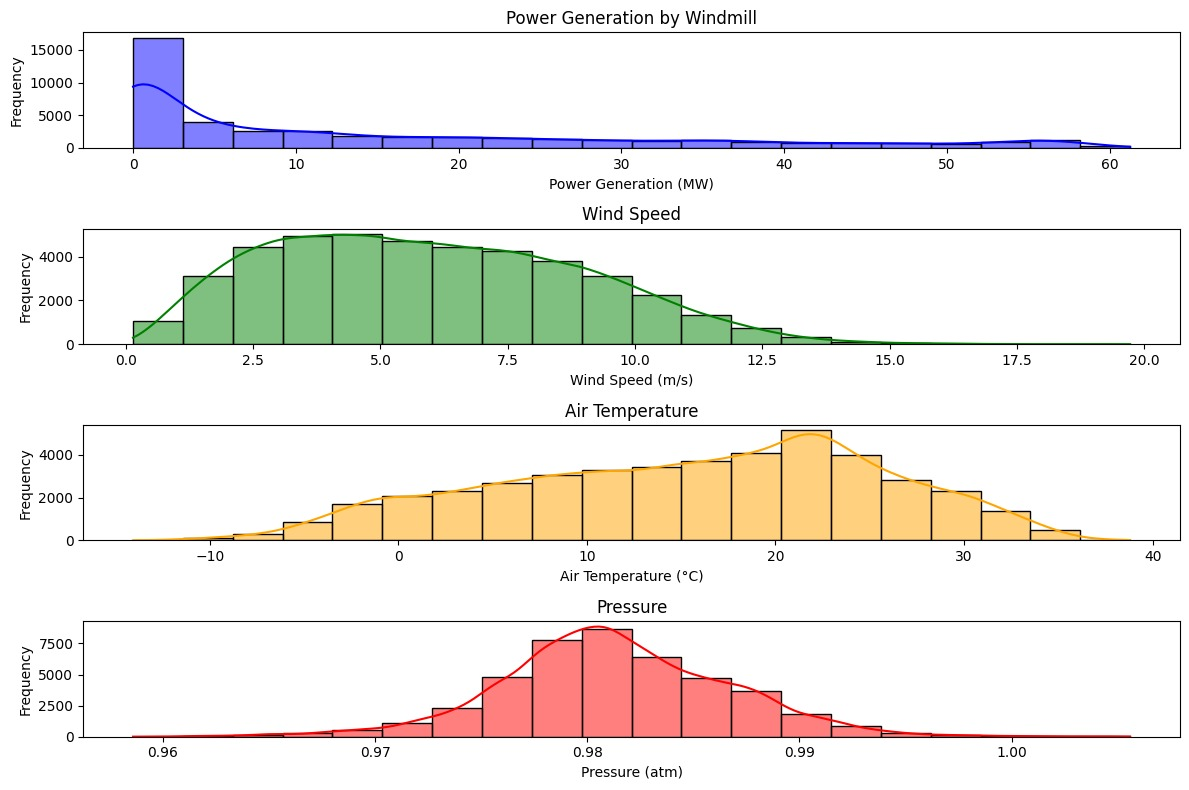 Power Generation by Windmill
Frequency
15000
10000
5000
0
0 10 20 30 40 50 60
Power Generation (MW)
Wind Speed
Frequency
4000
2000
0
0.0 2.5 5.0 7.5 10.0 12.5 15.0 17.5 20.0
Wind Speed (m/s)
Air Temperature
Frequency
4000
2000
0
−10 0 10 20 30 40
Air Temperature (°C)
Pressure
Frequency
7500
5000
2500
0
0.96 0.97 0.98 0.99 1.00
Pressure (atm)